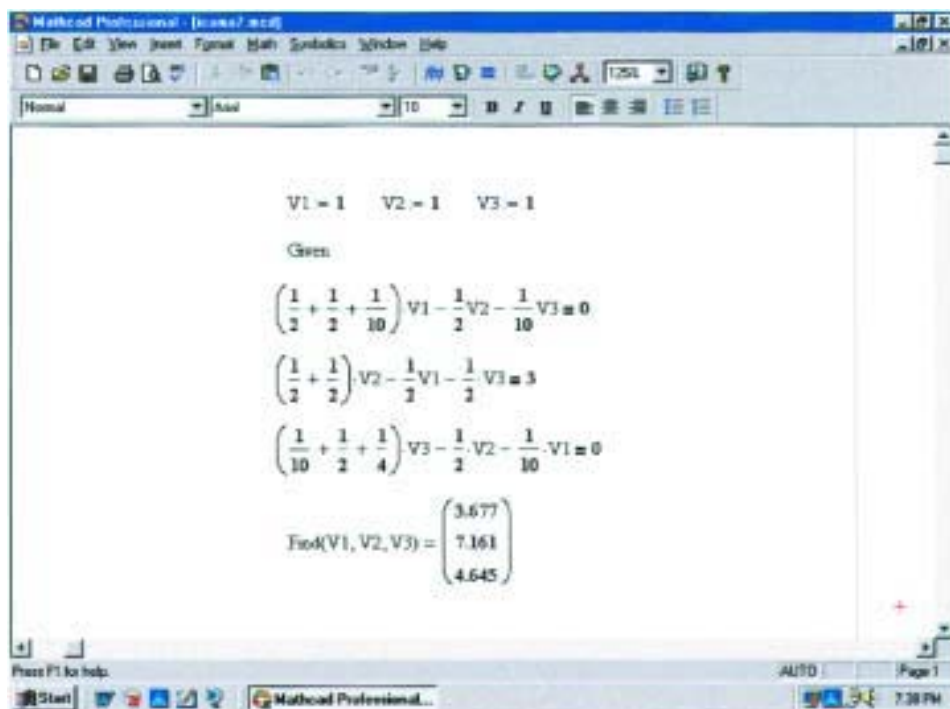 Mathcad Professional - [icams7.mcd]
File Edit View Insert Format Math Symbolics Window Help
125%
Normal Arial 10 B I U
V1 := 1 V2 := 1 V3 := 1
Given
(1/2 + 1/2 + 1/10) V1 - 1/2 V2 - 1/10 V3 = 0
(1/2 + 1/2)·V2 - 1/2 V1 - 1/2·V3 = 3
(1/10 + 1/2 + 1/4) V3 - 1/2·V2 - 1/10·V1 = 0
Find(V1, V2, V3) = (3.677 7.161 4.645)
Press F1 for help. AUTO Page 1
Start Mathcad Professional... 7:38 PM